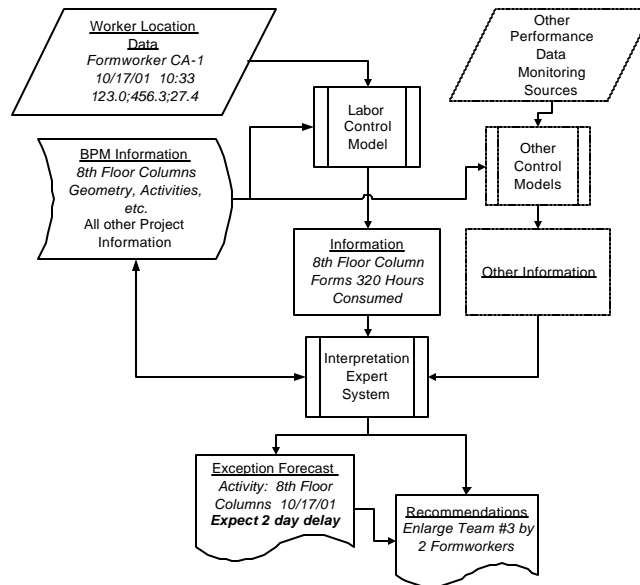 Worker Location
Data
Formworker CA-1
10/17/01 10:33
123.0;456.3;27.4
Other
Performance
Data
Monitoring
Sources
Labor
Control
Model
BPM Information
8th Floor Columns
Geometry, Activities,
etc.
All other Project
Information
Other
Control
Models
Information
8th Floor Column
Forms 320 Hours
Consumed
Other Information
Interpretation
Expert
System
Exception Forecast
Activity: 8th Floor
Columns 10/17/01
Expect 2 day delay
Recommendations
Enlarge Team #3 by
2 Formworkers